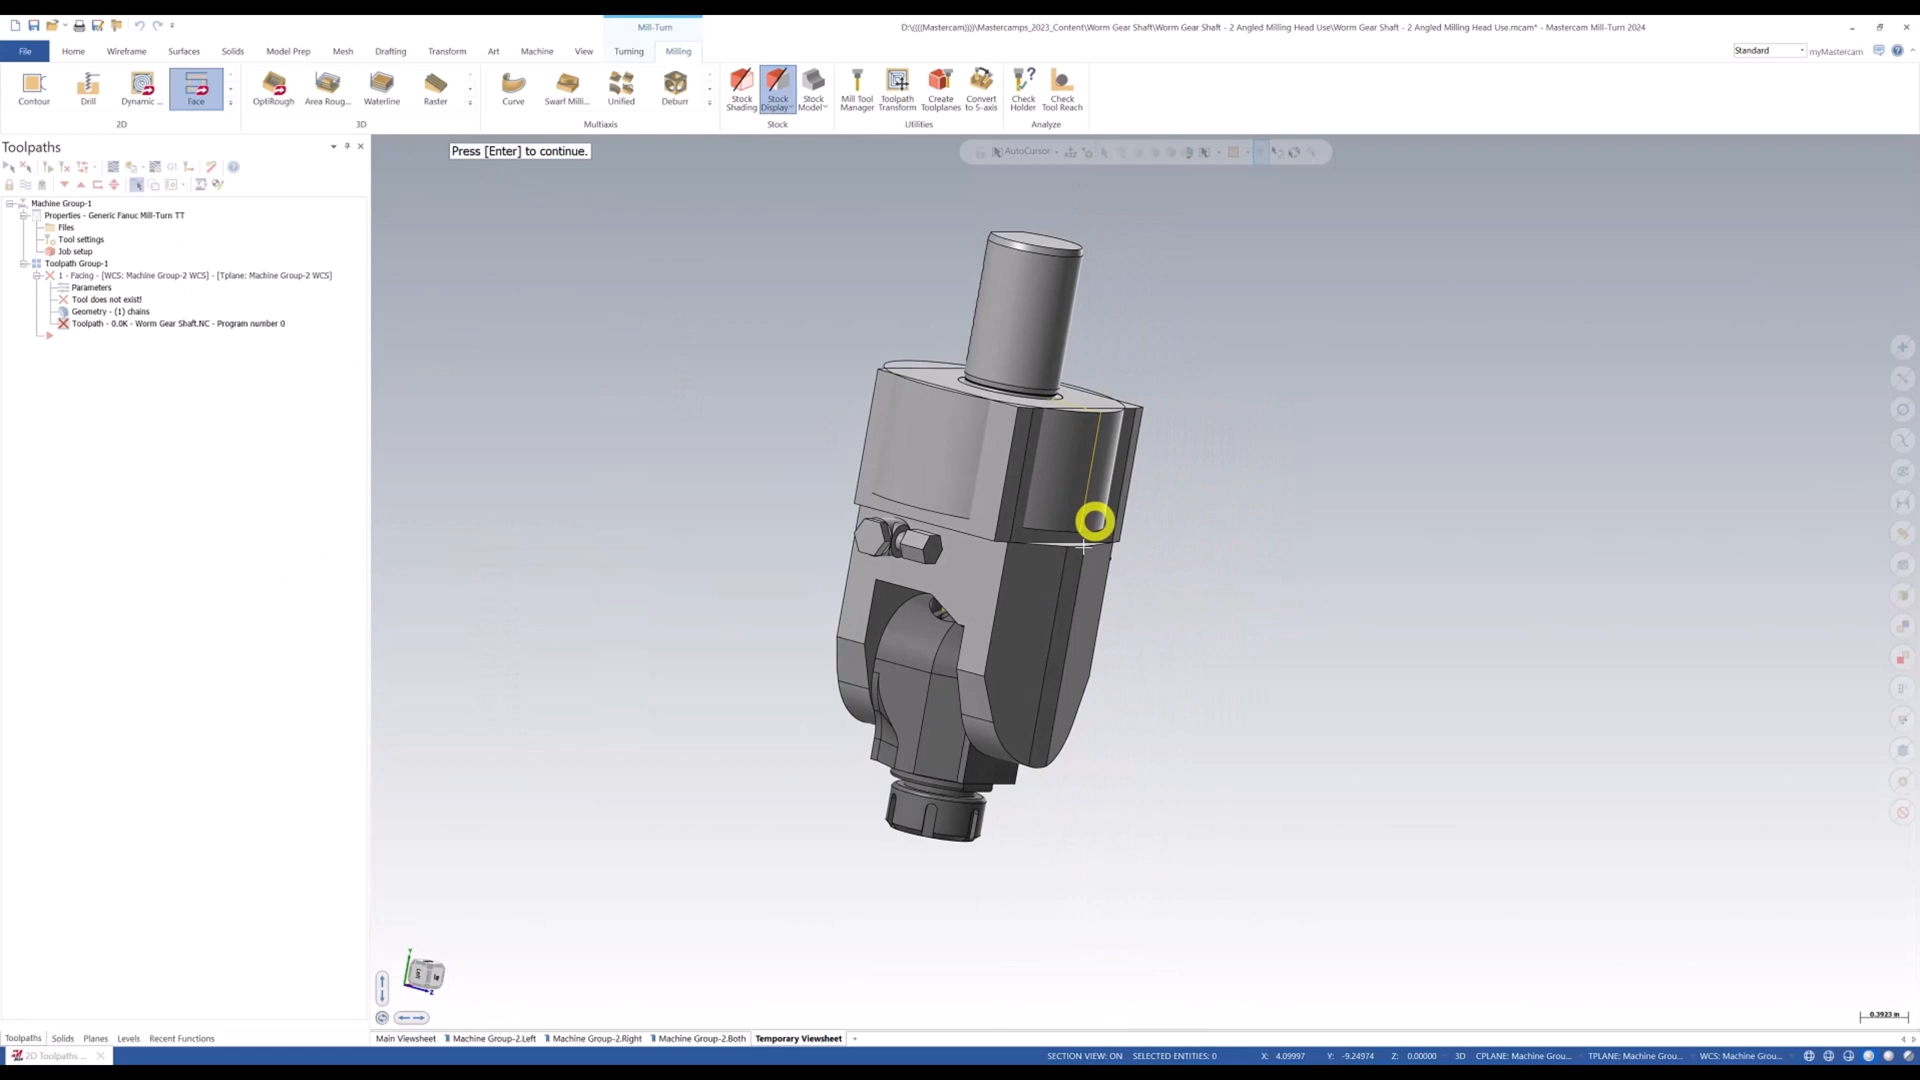 Mill-Turn
D:\((((Mastercam))))\Mastercamps_2023_Content\Worm Gear Shaft\Worm Gear Shaft - 2 Angled Milling Head Use\Worm Gear Shaft - 2 Angled Milling Head Use.mcam* - Mastercam Mill-Turn 2024
File Home Wireframe Surfaces Solids Model Prep Mesh Drafting Transform Art Machine View Turning Milling Standard myMastercam
Contour Drill Dynamic ... Face OptiRough Area Roug... Waterline Raster Curve Swarf Milli... Unified Deburr Stock Shading Stock Display Stock Model Mill Tool Manager Toolpath Transform Create Toolplanes Convert to 5-axis Check Holder Check Tool Reach
2D 3D Multiaxis Stock Utilities Analyze
Toolpaths
Press [Enter] to continue.
AutoCursor
G1
Machine Group-1
Properties - Generic Fanuc Mill-Turn TT
Files
Tool settings
Job setup
Toolpath Group-1
1 - Facing - [WCS: Machine Group-2 WCS] - [Tplane: Machine Group-2 WCS]
Parameters
Tool does not exist!
Geometry - (1) chains
Toolpath - 0.0K - Worm Gear Shaft.NC - Program number 0
Y
Left
Z
0.3923 in
Toolpaths Solids Planes Levels Recent Functions
Main Viewsheet Machine Group-2.Left Machine Group-2.Right Machine Group-2.Both Temporary Viewsheet +
2D Toolpaths ...
SECTION VIEW: ON SELECTED ENTITIES: 0 X: 4.09997 Y: -9.24974 Z: 0.00000 3D CPLANE: Machine Grou... TPLANE: Machine Grou... WCS: Machine Grou...